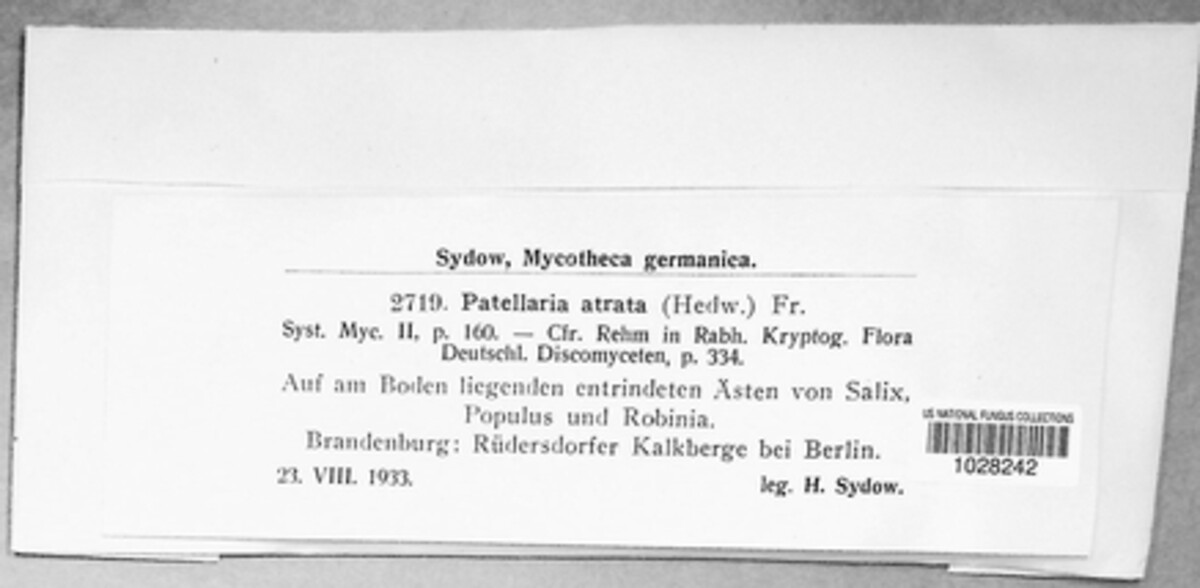 Sydow, Mycotheca germanica.
2719. Patellaria atrata (Hedw.) Fr.
Syst. Myc. II, p. 160. — Cfr. Rehm in Rabh. Kryptog. Flora
Deutschl. Discomyceten, p. 334.
Auf am Boden liegenden entrindeten Ästen von Salix,
Populus und Robinia.
Brandenburg: Rüdersdorfer Kalkberge bei Berlin.
23. VIII. 1933. leg. H. Sydow.
US NATIONAL FUNGUS COLLECTIONS
1028242